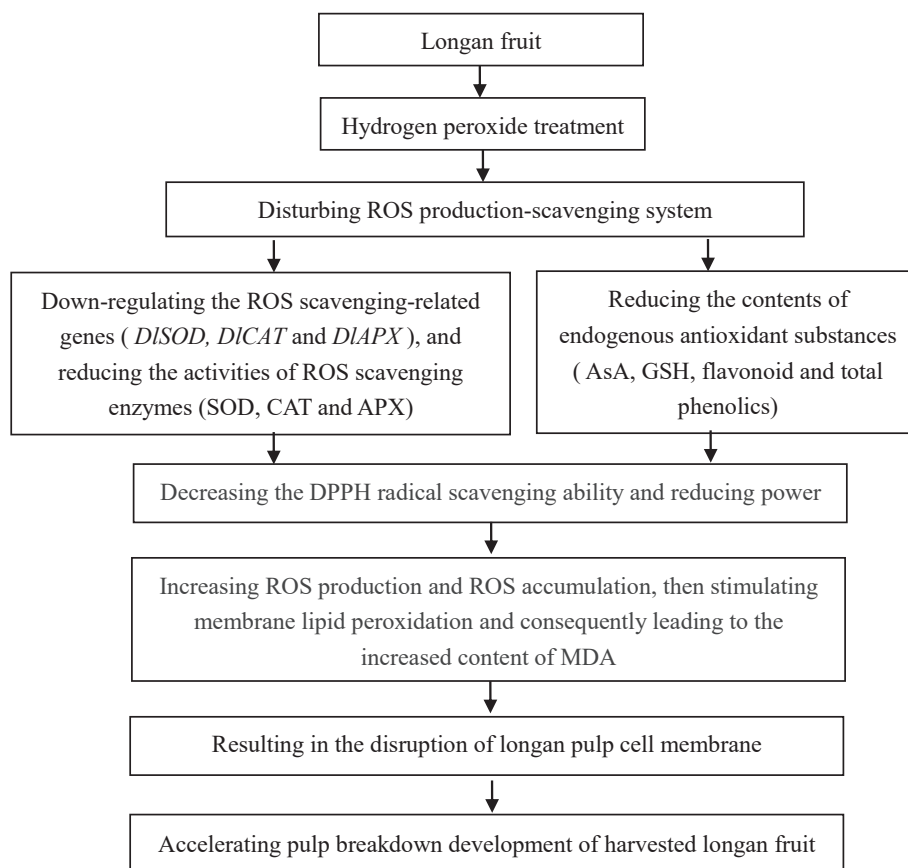 Longan fruit
Hydrogen peroxide treatment
Disturbing ROS production-scavenging system
Down-regulating the ROS scavenging-related
genes ( DlSOD, DlCAT and DlAPX ), and
reducing the activities of ROS scavenging
enzymes (SOD, CAT and APX)
Reducing the contents of
endogenous antioxidant substances
( AsA, GSH, flavonoid and total
phenolics)
Decreasing the DPPH radical scavenging ability and reducing power
Increasing ROS production and ROS accumulation, then stimulating
membrane lipid peroxidation and consequently leading to the
increased content of MDA
Resulting in the disruption of longan pulp cell membrane
Accelerating pulp breakdown development of harvested longan fruit